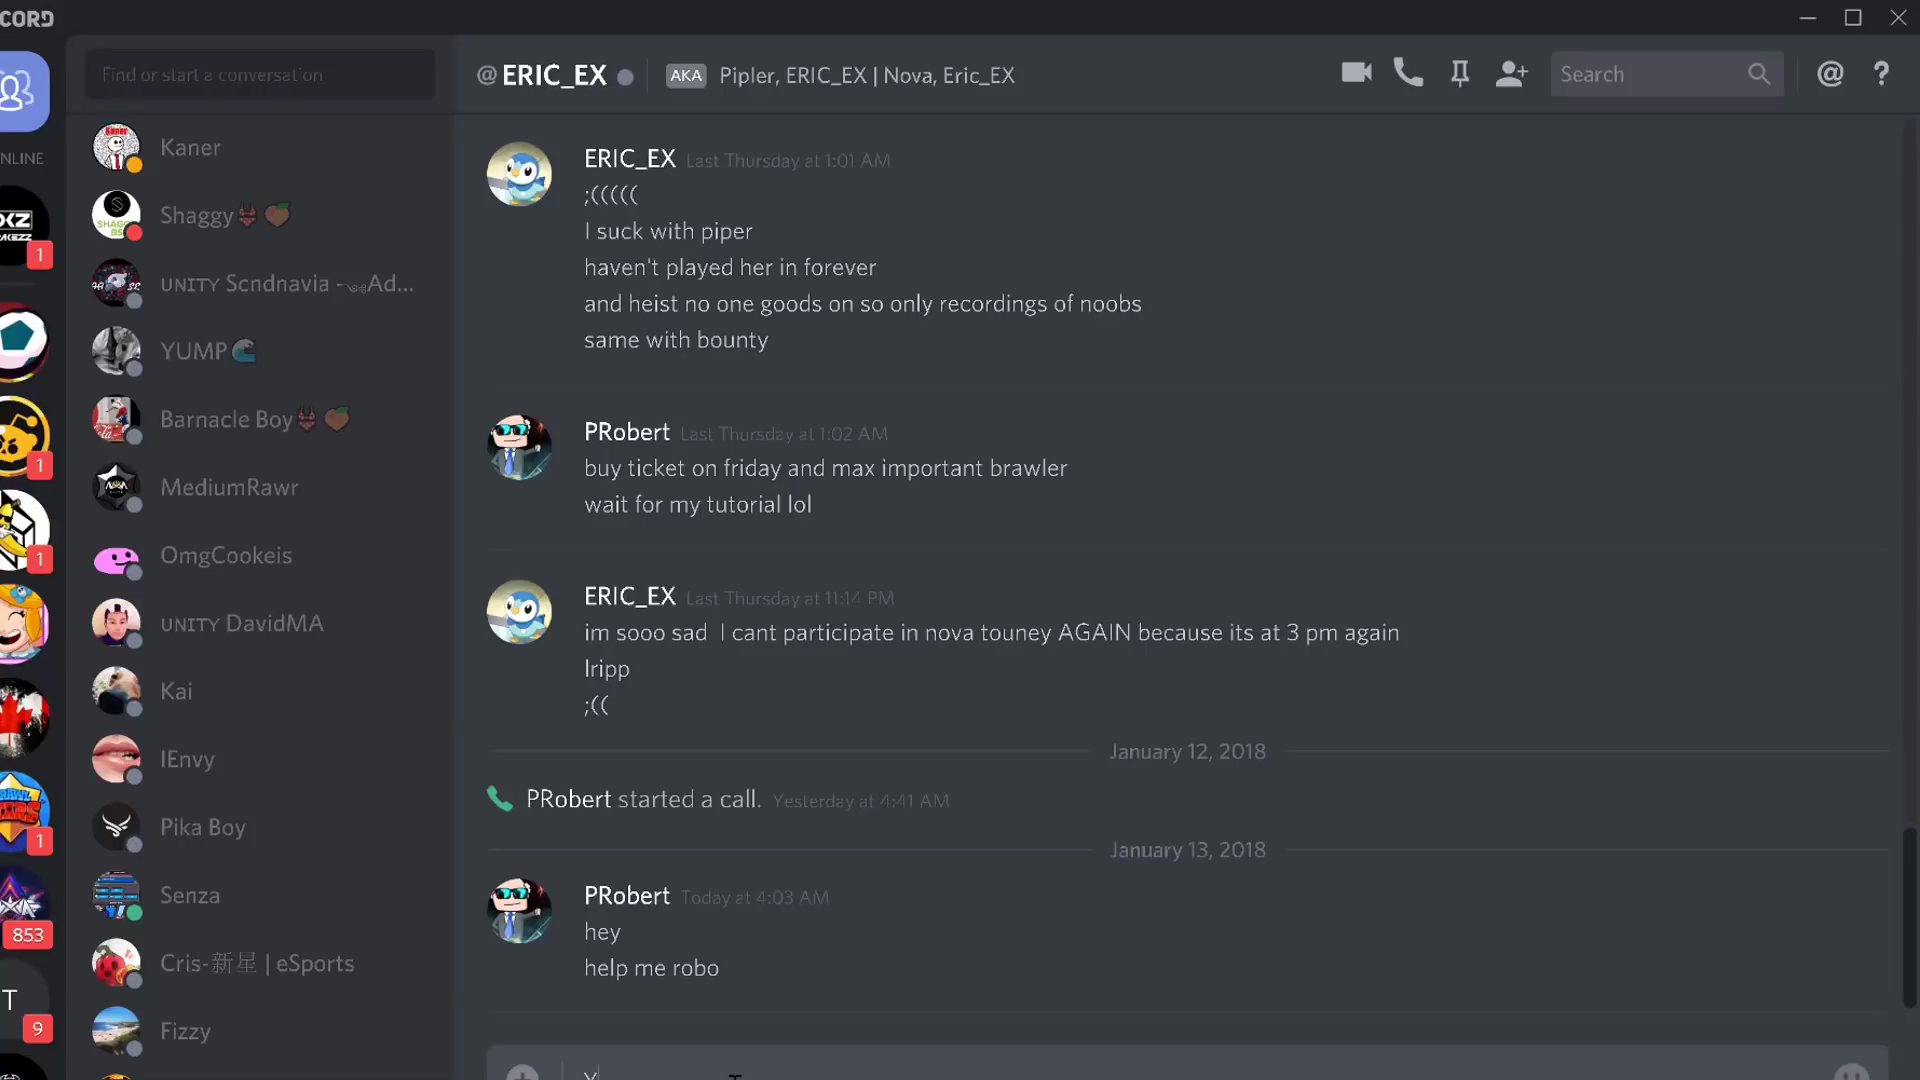 CORD
Find or start a conversation
@ERIC_EX
AKA Pipler, ERIC_EX | Nova, Eric_EX
Search
@ ?
NLINE
Kaner
Shaggy
UNITY Scndnavia -Ad...
YUMP
Barnacle Boy
MediumRawr
OmgCookeis
UNITY DavidMA
Kai
IEnvy
Pika Boy
Senza
Cris-新星 | eSports
Fizzy
1
1
1
1
853
T
9
ERIC_EX Last Thursday at 1:01 AM
;(((((
I suck with piper
haven't played her in forever
and heist no one goods on so only recordings of noobs
same with bounty
PRobert Last Thursday at 1:02 AM
buy ticket on friday and max important brawler
wait for my tutorial lol
ERIC_EX Last Thursday at 11:14 PM
im sooo sad I cant participate in nova touney AGAIN because its at 3 pm again
lripp
;((
January 12, 2018
PRobert started a call. Yesterday at 4:41 AM
January 13, 2018
PRobert Today at 4:03 AM
hey
help me robo